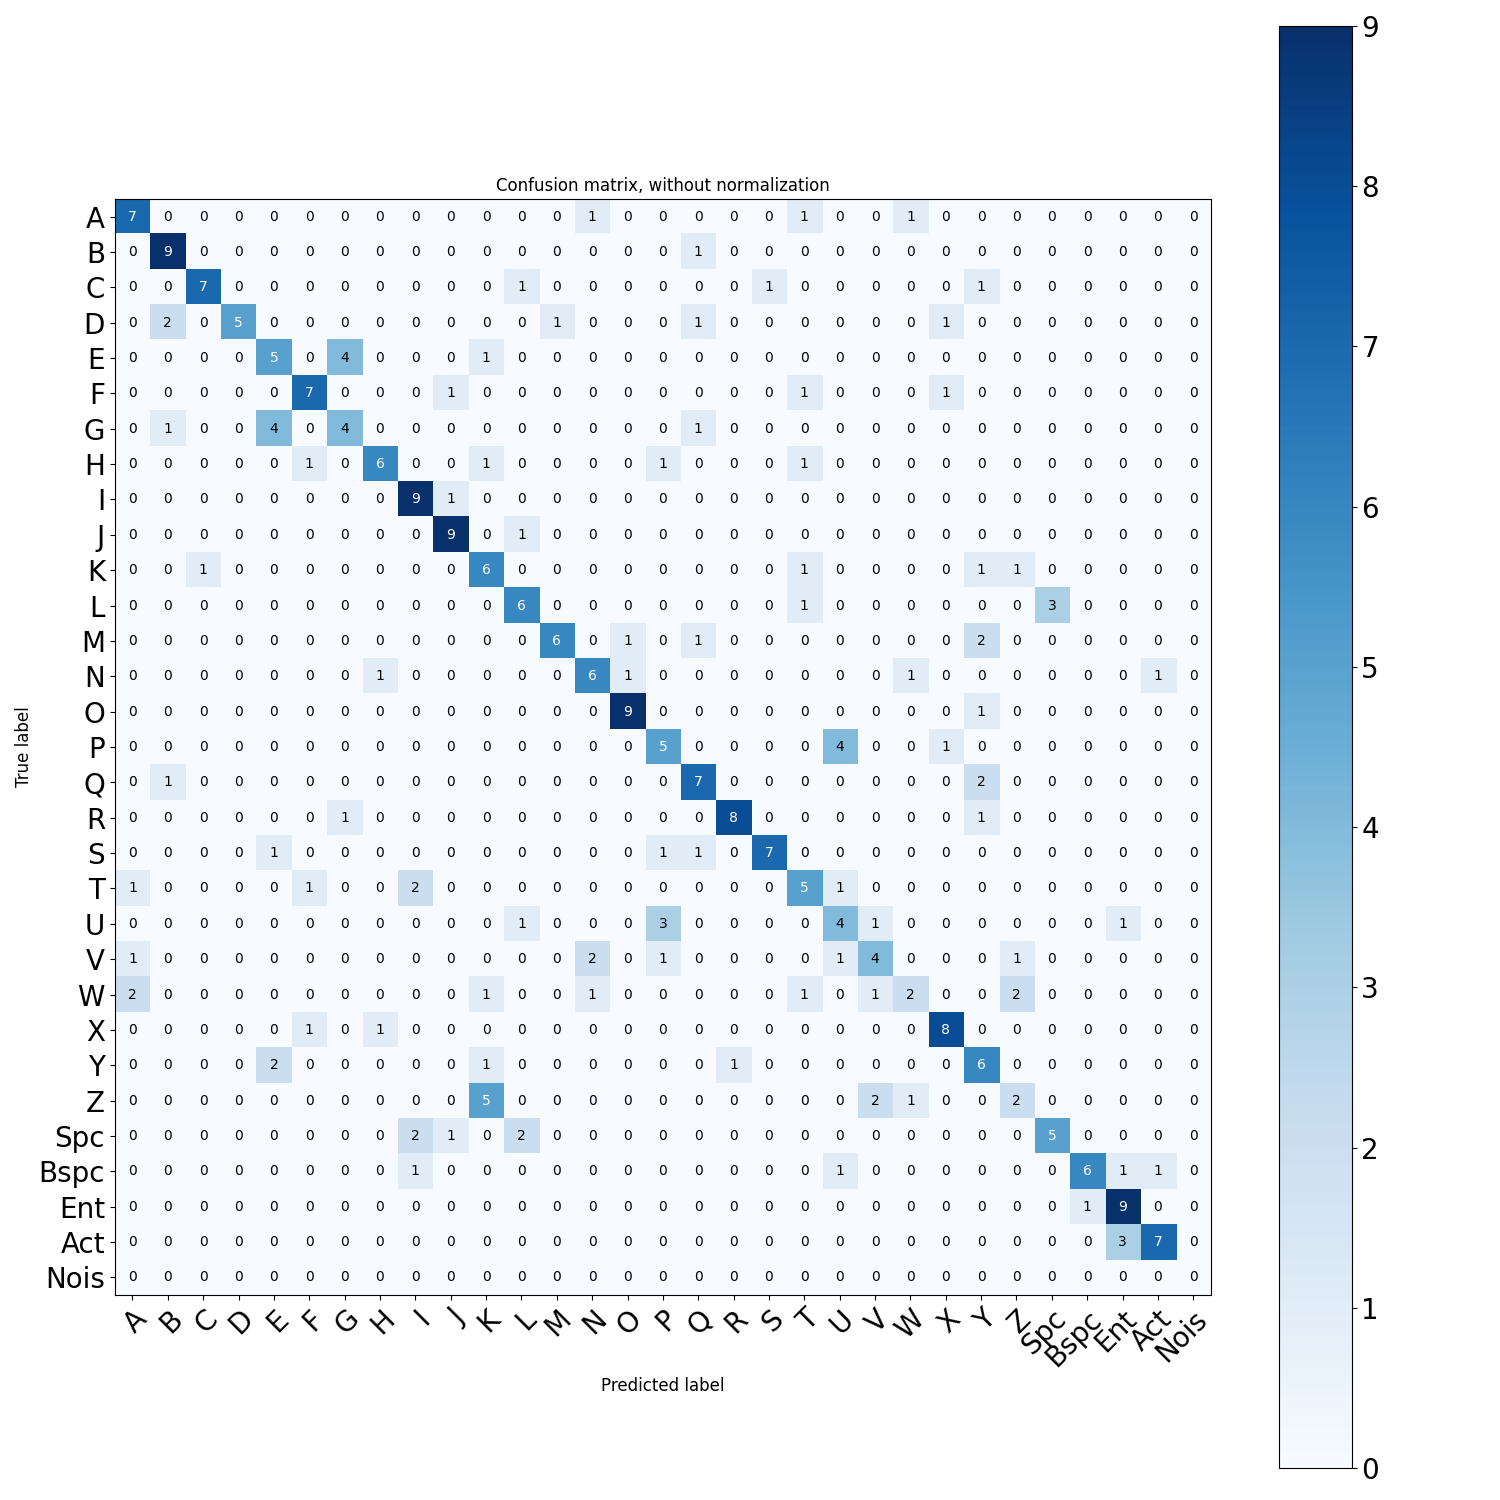 Confusion matrix, without normalization
A 7 0 0 0 0 0 0 0 0 0 0 0 0 1 0 0 0 0 0 1 0 0 1 0 0 0 0 0 0 0 0
B 0 9 0 0 0 0 0 0 0 0 0 0 0 0 0 0 1 0 0 0 0 0 0 0 0 0 0 0 0 0 0
C 0 0 7 0 0 0 0 0 0 0 0 1 0 0 0 0 0 0 1 0 0 0 0 0 1 0 0 0 0 0 0
D 0 2 0 5 0 0 0 0 0 0 0 0 1 0 0 0 1 0 0 0 0 0 0 1 0 0 0 0 0 0 0
E 0 0 0 0 5 0 4 0 0 0 1 0 0 0 0 0 0 0 0 0 0 0 0 0 0 0 0 0 0 0 0
F 0 0 0 0 0 7 0 0 0 1 0 0 0 0 0 0 0 0 0 1 0 0 0 1 0 0 0 0 0 0 0
G 0 1 0 0 4 0 4 0 0 0 0 0 0 0 0 0 1 0 0 0 0 0 0 0 0 0 0 0 0 0 0
H 0 0 0 0 0 1 0 6 0 0 1 0 0 0 0 1 0 0 0 1 0 0 0 0 0 0 0 0 0 0 0
I 0 0 0 0 0 0 0 0 9 1 0 0 0 0 0 0 0 0 0 0 0 0 0 0 0 0 0 0 0 0 0
J 0 0 0 0 0 0 0 0 0 9 0 1 0 0 0 0 0 0 0 0 0 0 0 0 0 0 0 0 0 0 0
K 0 0 1 0 0 0 0 0 0 0 6 0 0 0 0 0 0 0 0 1 0 0 0 0 1 1 0 0 0 0 0
L 0 0 0 0 0 0 0 0 0 0 0 6 0 0 0 0 0 0 0 1 0 0 0 0 0 0 3 0 0 0 0
M 0 0 0 0 0 0 0 0 0 0 0 0 6 0 1 0 1 0 0 0 0 0 0 0 2 0 0 0 0 0 0
N 0 0 0 0 0 0 0 1 0 0 0 0 0 6 1 0 0 0 0 0 0 0 1 0 0 0 0 0 0 1 0
O 0 0 0 0 0 0 0 0 0 0 0 0 0 0 9 0 0 0 0 0 0 0 0 0 1 0 0 0 0 0 0
P 0 0 0 0 0 0 0 0 0 0 0 0 0 0 0 5 0 0 0 0 4 0 0 1 0 0 0 0 0 0 0
Q 0 1 0 0 0 0 0 0 0 0 0 0 0 0 0 0 7 0 0 0 0 0 0 0 2 0 0 0 0 0 0
R 0 0 0 0 0 0 1 0 0 0 0 0 0 0 0 0 0 8 0 0 0 0 0 0 1 0 0 0 0 0 0
S 0 0 0 0 1 0 0 0 0 0 0 0 0 0 0 1 1 0 7 0 0 0 0 0 0 0 0 0 0 0 0
T 1 0 0 0 0 1 0 0 2 0 0 0 0 0 0 0 0 0 0 5 1 0 0 0 0 0 0 0 0 0 0
U 0 0 0 0 0 0 0 0 0 0 0 1 0 0 0 3 0 0 0 0 4 1 0 0 0 0 0 0 1 0 0
V 1 0 0 0 0 0 0 0 0 0 0 0 0 2 0 1 0 0 0 0 1 4 0 0 0 1 0 0 0 0 0
W 2 0 0 0 0 0 0 0 0 0 1 0 0 1 0 0 0 0 0 1 0 1 2 0 0 2 0 0 0 0 0
X 0 0 0 0 0 1 0 1 0 0 0 0 0 0 0 0 0 0 0 0 0 0 0 8 0 0 0 0 0 0 0
Y 0 0 0 0 2 0 0 0 0 0 1 0 0 0 0 0 0 1 0 0 0 0 0 0 6 0 0 0 0 0 0
Z 0 0 0 0 0 0 0 0 0 0 5 0 0 0 0 0 0 0 0 0 0 2 1 0 0 2 0 0 0 0 0
Spc 0 0 0 0 0 0 0 0 2 1 0 2 0 0 0 0 0 0 0 0 0 0 0 0 0 0 5 0 0 0 0
Bspc 0 0 0 0 0 0 0 0 1 0 0 0 0 0 0 0 0 0 0 0 1 0 0 0 0 0 0 6 1 1 0
Ent 0 0 0 0 0 0 0 0 0 0 0 0 0 0 0 0 0 0 0 0 0 0 0 0 0 0 0 1 9 0 0
Act 0 0 0 0 0 0 0 0 0 0 0 0 0 0 0 0 0 0 0 0 0 0 0 0 0 0 0 0 3 7 0
Nois 0 0 0 0 0 0 0 0 0 0 0 0 0 0 0 0 0 0 0 0 0 0 0 0 0 0 0 0 0 0 0
A B C D E F G H I J K L M N O P Q R S T U V W X Y Z Spc Bspc Ent Act Nois
Predicted label
True label
9
8
7
6
5
4
3
2
1
0